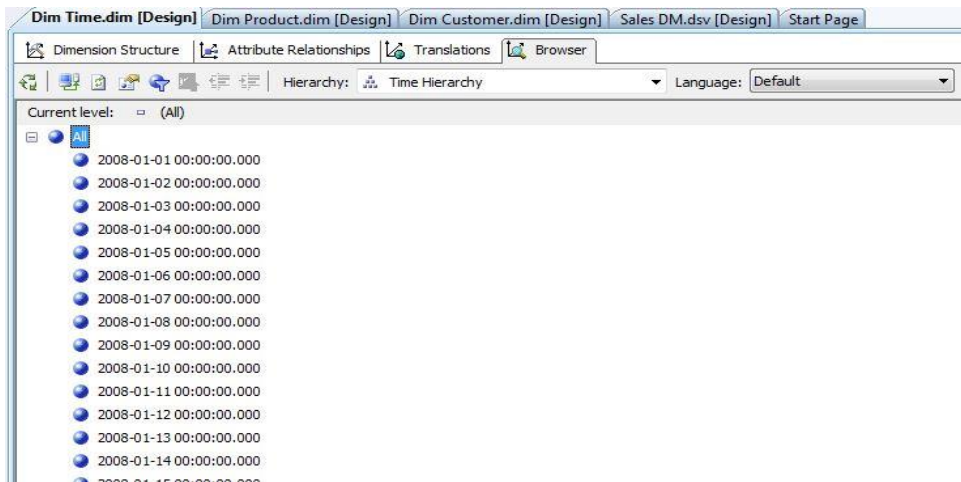 Dim Time.dim [Design] Dim Product.dim [Design] Dim Customer.dim [Design] Sales DM.dsv [Design] Start Page
Dimension Structure Attribute Relationships Translations Browser
Hierarchy: Time Hierarchy Language: Default
Current level: (All)
All
2008-01-01 00:00:00.000
2008-01-02 00:00:00.000
2008-01-03 00:00:00.000
2008-01-04 00:00:00.000
2008-01-05 00:00:00.000
2008-01-06 00:00:00.000
2008-01-07 00:00:00.000
2008-01-08 00:00:00.000
2008-01-09 00:00:00.000
2008-01-10 00:00:00.000
2008-01-11 00:00:00.000
2008-01-12 00:00:00.000
2008-01-13 00:00:00.000
2008-01-14 00:00:00.000